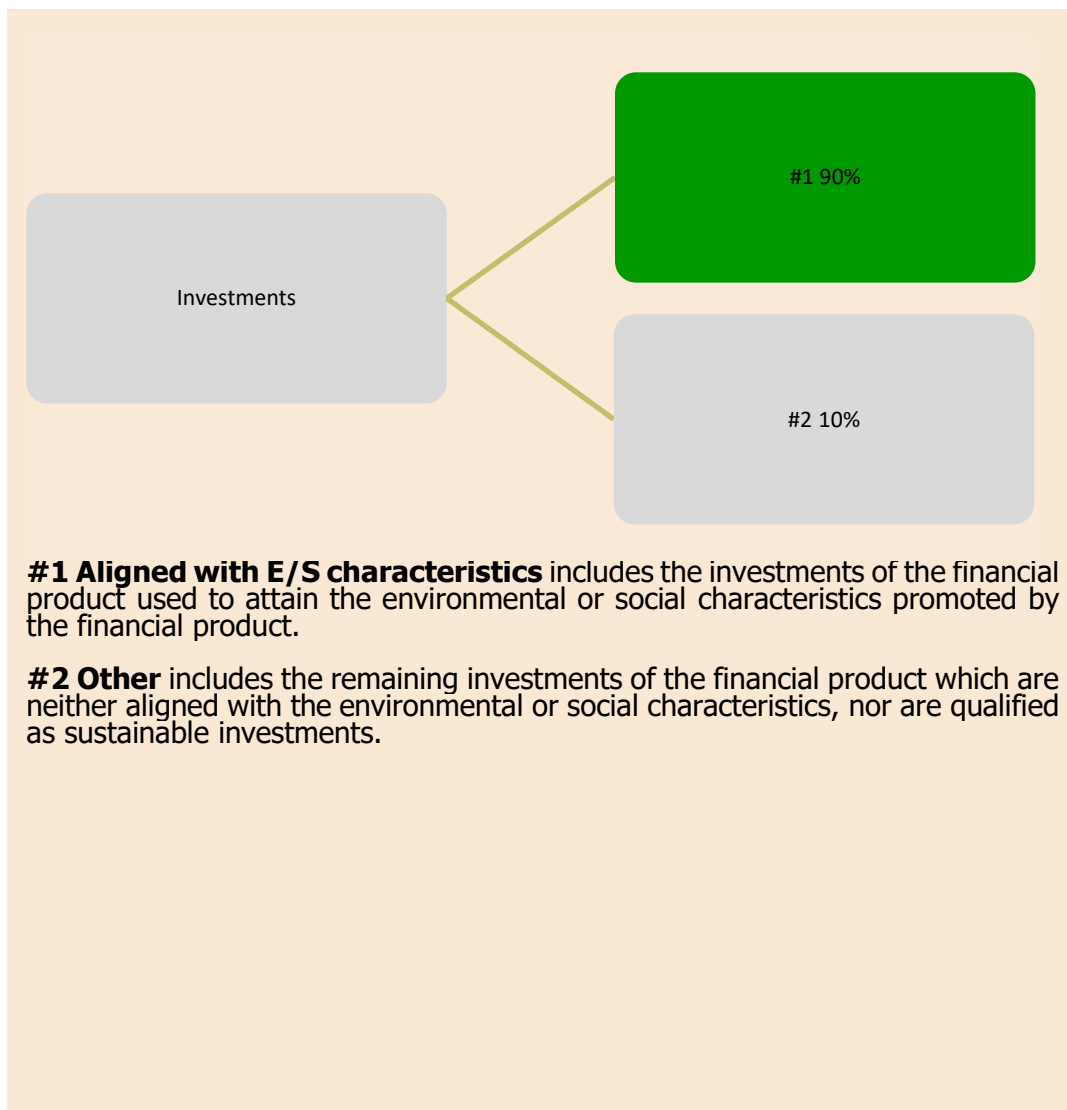 #1 90%
Investments
#2 10%
#1 Aligned with E/S characteristics includes the investments of the financial
product used to attain the environmental or social characteristics promoted by
the financial product.
#2 Other includes the remaining investments of the financial product which are
neither aligned with the environmental or social characteristics, nor are qualified
as sustainable investments.